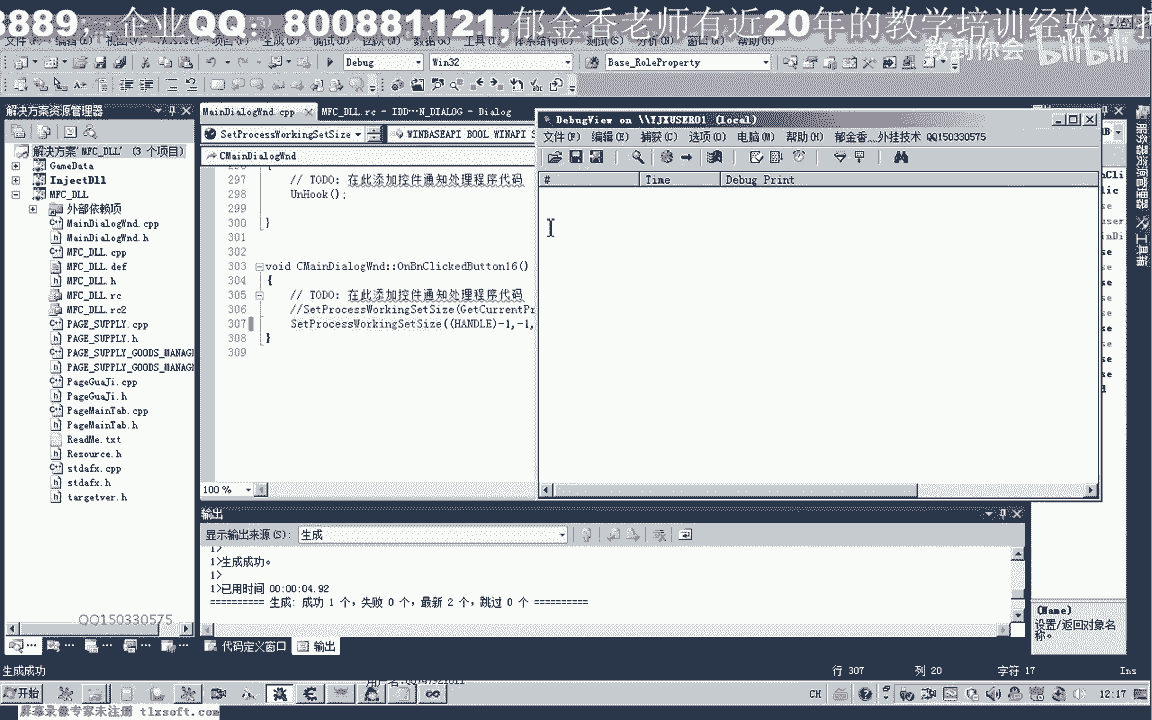 8889，企业QQ：800881121,郁金香老师有近20年的教学培训经验，
教到你会 bilibili
Debug Win32 Base_RoleProperty
解决方案资源管理器
解决方案'MFC_DLL' (3 个项目)
GameData
InjectDll
MFC_DLL
外部依赖项
MainDialogWnd.cpp
MainDialogWnd.h
MFC_DLL.cpp
MFC_DLL.def
MFC_DLL.h
MFC_DLL.rc
MFC_DLL.rc2
PAGE_SUPPLY.cpp
PAGE_SUPPLY.h
PAGE_SUPPLY_GOODS_MANAG
PAGE_SUPPLY_GOODS_MANAG
PageGuaJi.cpp
PageGuaJi.h
PageMainTab.cpp
PageMainTab.h
ReadMe.txt
Resource.h
stdafx.cpp
stdafx.h
targetver.h
QQ150330575
MainDialogWnd.cpp MFC_DLL.rc - IDD...N_DIALOG - Dialog
SetProcessWorkingSetSize WINBASEAPI BOOL WINAPI S
CMainDialogWnd
297 // TODO: 在此添加控件通知处理程序代码
298 UnHook();
299
300 }
301
302
303 void CMainDialogWnd::OnBnClickedButton16()
304 {
305 // TODO: 在此添加控件通知处理程序代码
306 //SetProcessWorkingSetSize(GetCurrentPr
307 SetProcessWorkingSetSize((HANDLE)-1,-1,
308 }
309
100 %
DebugView on \\YJXUSER01 (local)
文件(F) 编辑(E) 捕获(C) 选项(O) 电脑(M) 帮助(H) 郁金香...外挂技术 QQ150330575
# Time Debug Print
服务器资源管理器
工具箱
输出
显示输出来源(S): 生成
1>
1>生成成功。
1>
1>已用时间 00:00:04.92
========== 生成: 成功 1 个，失败 0 个，最新 2 个，跳过 0 个 ==========
代码定义窗口 输出
(Name)
设置/返回对象名称。
生成成功 行 307 列 20 字符 17 Ins
开始 CH 12:17
屏幕录像专家未注册 tlxsoft.com